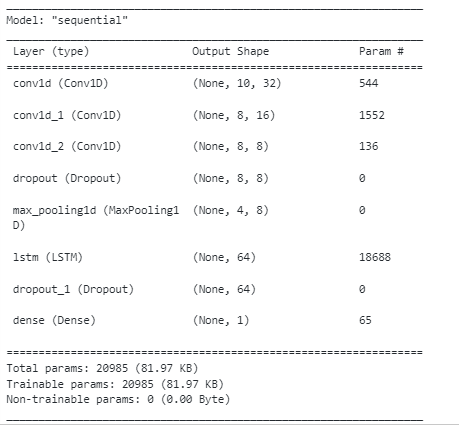 Model: "sequential"
Layer (type) Output Shape Param #
conv1d (Conv1D) (None, 10, 32) 544
conv1d_1 (Conv1D) (None, 8, 16) 1552
conv1d_2 (Conv1D) (None, 8, 8) 136
dropout (Dropout) (None, 8, 8) 0
max_pooling1d (MaxPooling1 (None, 4, 8) 0
D)
lstm (LSTM) (None, 64) 18688
dropout_1 (Dropout) (None, 64) 0
dense (Dense) (None, 1) 65
Total params: 20985 (81.97 KB)
Trainable params: 20985 (81.97 KB)
Non-trainable params: 0 (0.00 Byte)